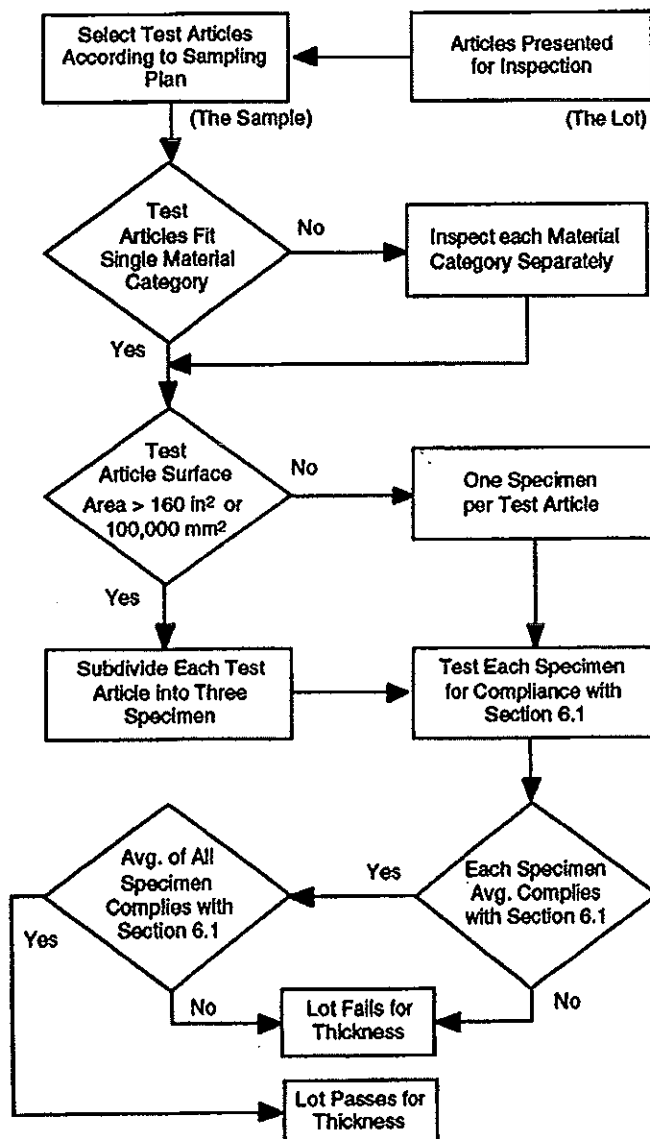 Select Test Articles
According to Sampling
Plan
Articles Presented
for Inspection
(The Sample)
(The Lot)
Test
Articles Fit
Single Material
Category
No
Inspect each Material
Category Separately
Yes
Test
Article Surface
Area > 160 in² or
100,000 mm²
No
One Specimen
per Test Article
Yes
Subdivide Each Test
Article into Three
Specimen
Test Each Specimen
for Compliance with
Section 6.1
Avg. of All
Specimen
Complies with
Section 6.1
Yes
Each Specimen
Avg. Complies
with Section 6.1
Yes
No
Lot Fails for
Thickness
No
Lot Passes for
Thickness